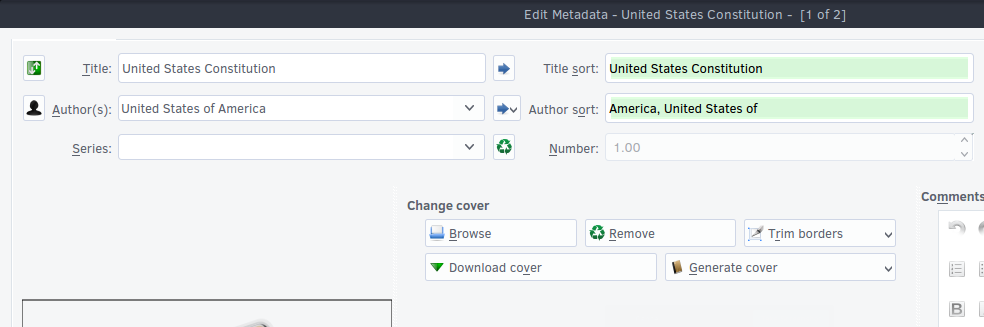 Edit Metadata - United States Constitution - [1 of 2]
Title: United States Constitution Title sort: United States Constitution
Author(s): United States of America Author sort: America, United States of
Series: Number: 1.00
Change cover Comments
Browse Remove Trim borders
Download cover Generate cover
B